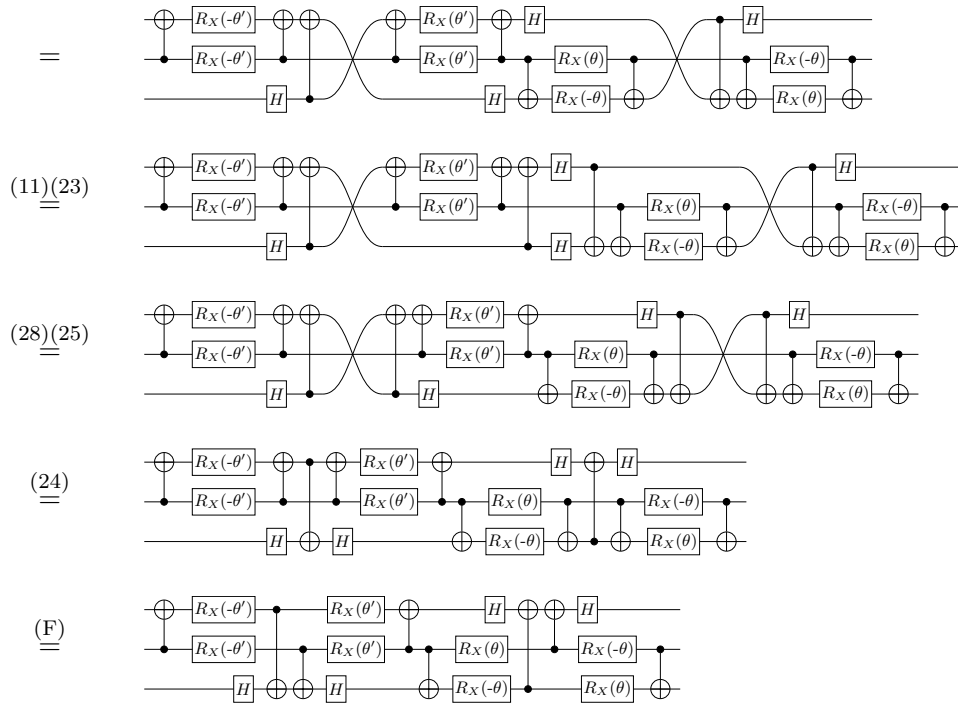 R_X(-θ') R_X(θ') H H
= R_X(-θ') R_X(θ') R_X(θ) R_X(-θ)
H H R_X(-θ) R_X(θ)
R_X(-θ') R_X(θ') H H
(11)(23) = R_X(-θ') R_X(θ') R_X(θ) R_X(-θ)
H H R_X(-θ) R_X(θ)
R_X(-θ') R_X(θ') H H
(28)(25) = R_X(-θ') R_X(θ') R_X(θ) R_X(-θ)
H H R_X(-θ) R_X(θ)
R_X(-θ') R_X(θ') H H
(24) = R_X(-θ') R_X(θ') R_X(θ) R_X(-θ)
H H R_X(-θ) R_X(θ)
R_X(-θ') R_X(θ') H H
(F) = R_X(-θ') R_X(θ') R_X(θ) R_X(-θ)
H H R_X(-θ) R_X(θ)